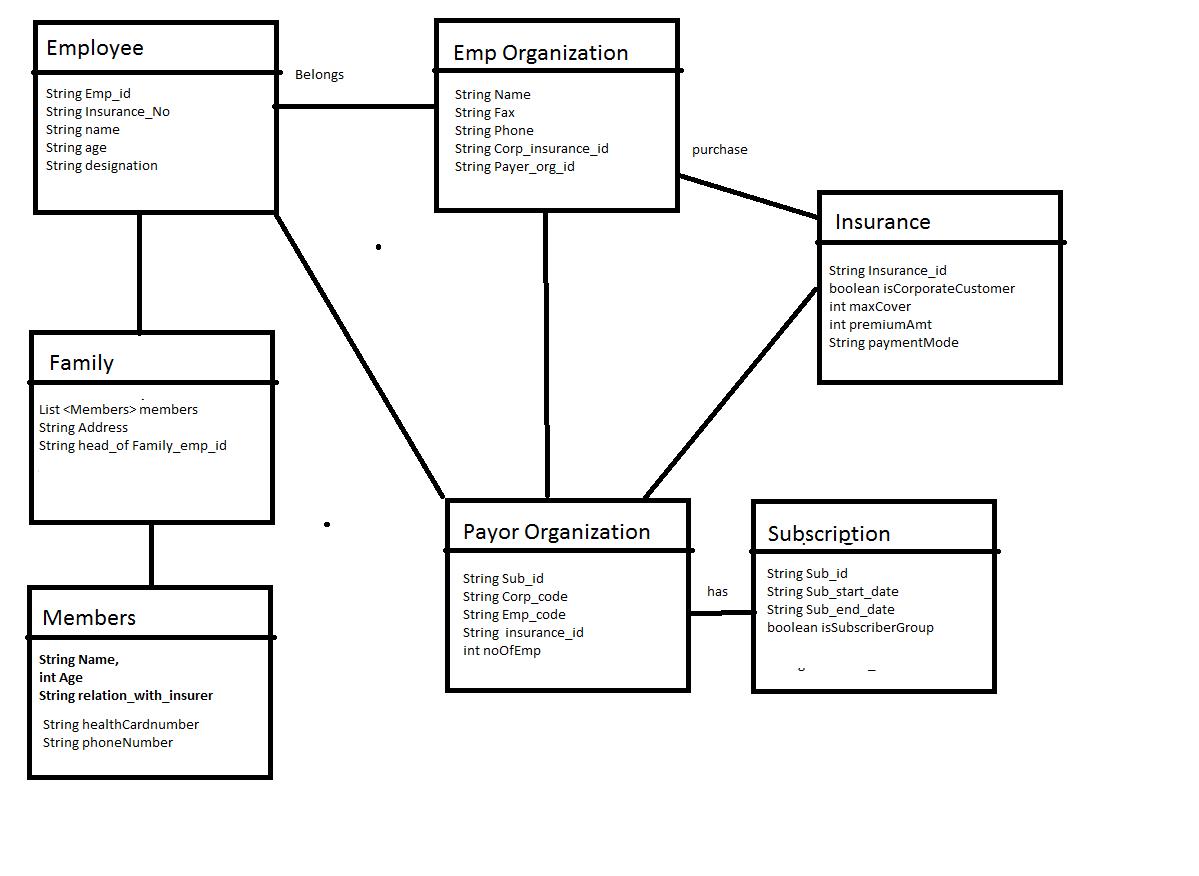 Employee
String Emp_id
String Insurance_No
String name
String age
String designation
Belongs
Emp Organization
String Name
String Fax
String Phone
String Corp_insurance_id
String Payer_org_id
purchase
Insurance
String Insurance_id
boolean isCorporateCustomer
int maxCover
int premiumAmt
String paymentMode
Family
List <Members> members
String Address
String head_of Family_emp_id
Payor Organization
String Sub_id
String Corp_code
String Emp_code
String insurance_id
int noOfEmp
has
Subscription
String Sub_id
String Sub_start_date
String Sub_end_date
boolean isSubscriberGroup
Members
String Name,
int Age
String relation_with_insurer
String healthCardnumber
String phoneNumber